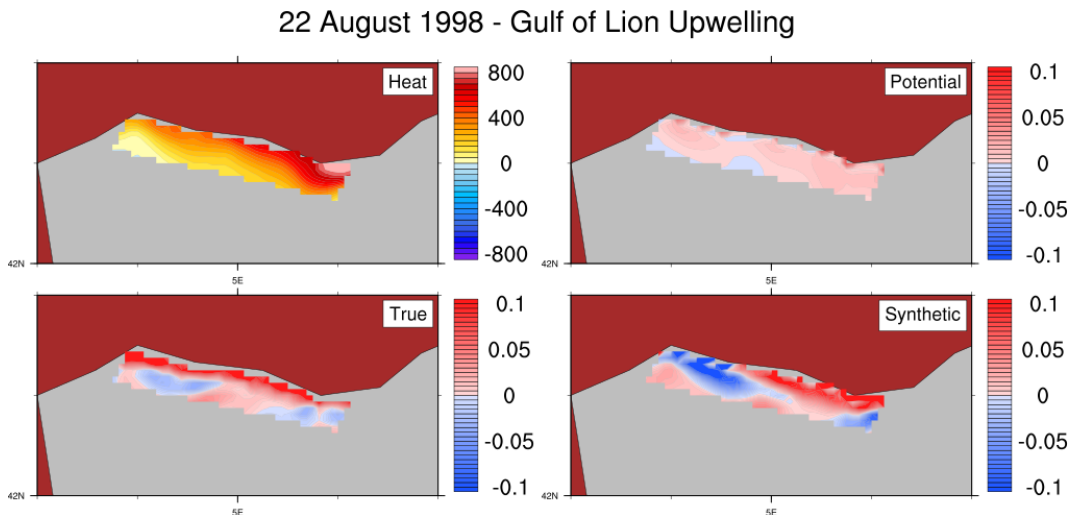 22 August 1998 - Gulf of Lion Upwelling
Heat
800
400
0
-400
-800
42N
5E
Potential
0.1
0.05
0
-0.05
-0.1
42N
5E
True
0.1
0.05
0
-0.05
-0.1
42N
5E
Synthetic
0.1
0.05
0
-0.05
-0.1
42N
5E